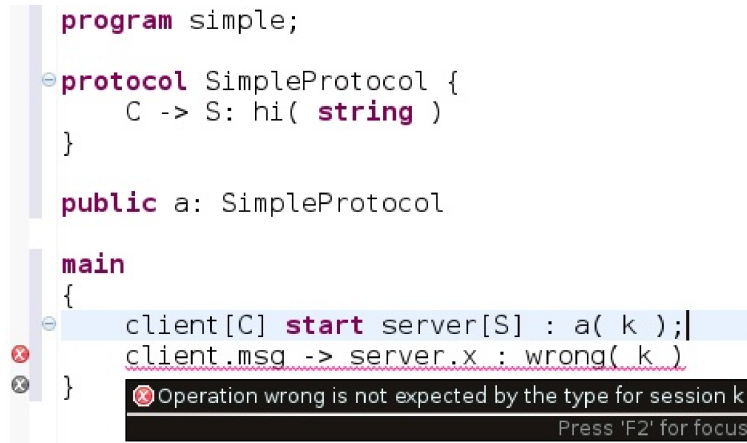 program simple;
protocol SimpleProtocol {
C -> S: hi( string )
}
public a: SimpleProtocol
main
{
client[C] start server[S] : a( k );
client.msg -> server.x : wrong( k )
}
Operation wrong is not expected by the type for session k
Press 'F2' for focus